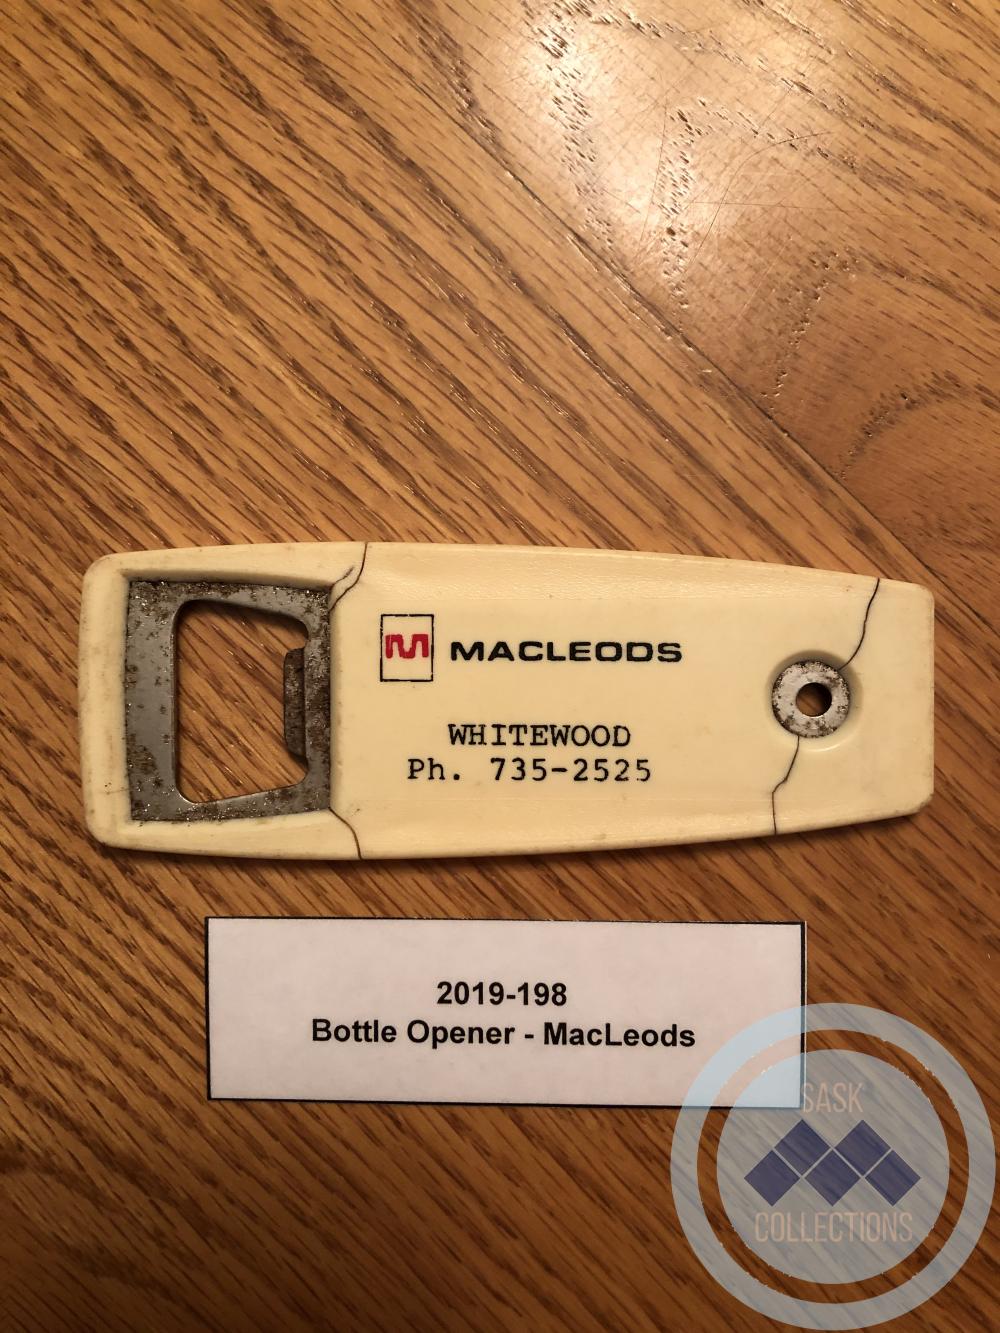 M MACLEODS
WHITEWOOD
Ph. 735-2525
2019-198
Bottle Opener - MacLeods
SASK
COLLECTIONS